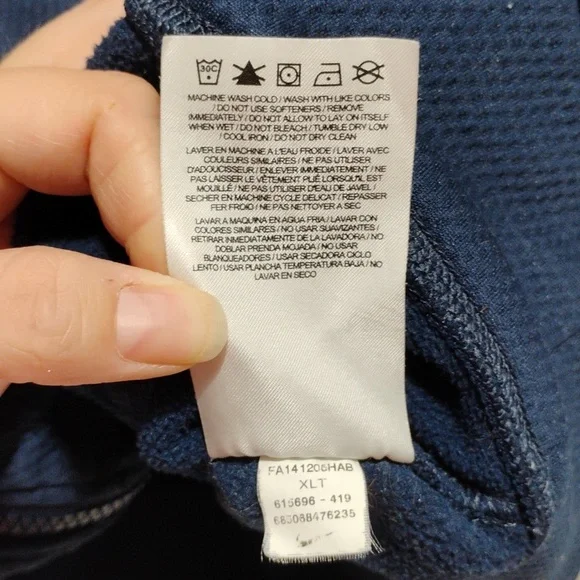 30C
MACHINE WASH COLD / WASH WITH LIKE COLORS
/ DO NOT USE SOFTENERS / REMOVE
IMMEDIATELY / DO NOT ALLOW TO LAY ON ITSELF
WHEN WET / DO NOT BLEACH / TUMBLE DRY LOW
/ COOL IRON / DO NOT DRY CLEAN
LAVER EN MACHINE A L'EAU FROIDE / LAVER AVEC
COULEURS SIMILAIRES / NE PAS UTILISER
D'ADOUCISSEUR / ENLEVER IMMEDIATEMENT / NE
PAS LAISSER LE VÊTEMENT PLIÉ LORSQU'IL EST
MOUILLÉ / NE PAS UTILISER D'EAU DE JAVEL /
SECHER EN MACHINE CYCLE DELICAT / REPASSER
FER FROID / NE PAS NETTOYER A SEC
LAVAR A MAQUINA EN AGUA FRIA / LAVAR CON
COLORES SIMILARES / NO USAR SUAVIZANTES /
RETIRAR INMEDIATAMENTE DE LA LAVADORA / NO
DOBLAR PRENDA MOJADA / NO USAR
BLANQUEADORES / USAR SECADORA CICLO
LENTO / USAR PLANCHA TEMPERATURA BAJA / NO
LAVAR EN SECO
FA141208HAB
XLT
615696 - 419
685068476235